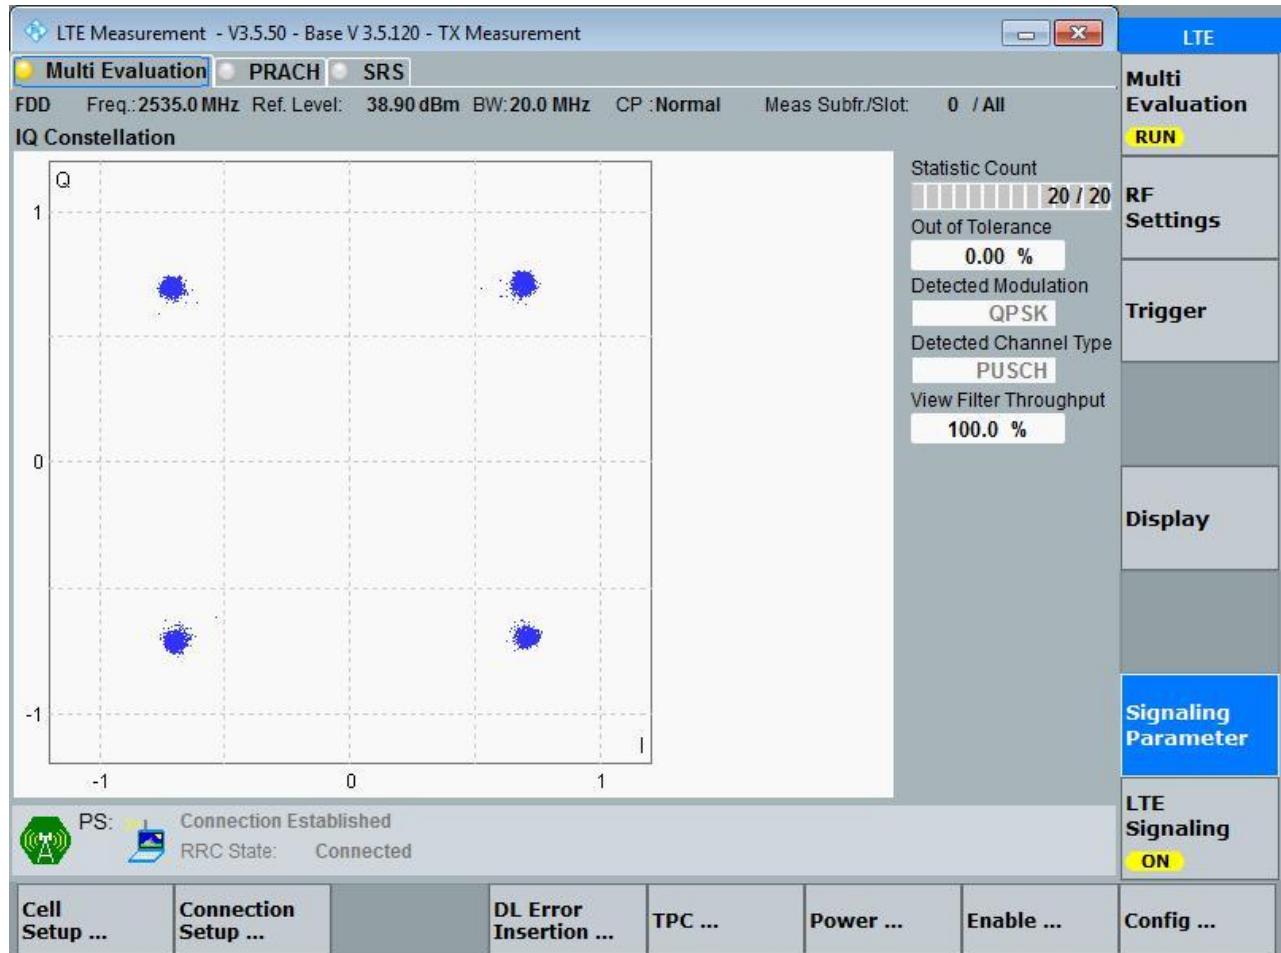 LTE Measurement - V3.5.50 - Base V 3.5.120 - TX Measurement
LTE
Multi Evaluation PRACH SRS
FDD Freq.: 2535.0 MHz Ref. Level: 38.90 dBm BW: 20.0 MHz CP : Normal Meas Subfr./Slot: 0 / All
IQ Constellation
Q
1
0
-1
I
-1 0 1
Statistic Count
20 / 20
Out of Tolerance
0.00 %
Detected Modulation
QPSK
Detected Channel Type
PUSCH
View Filter Throughput
100.0 %
Multi
Evaluation
RUN
RF
Settings
Trigger
Display
Signaling
Parameter
LTE
Signaling
ON
PS: Connection Established
RRC State: Connected
Cell
Setup ...
Connection
Setup ...
DL Error
Insertion ...
TPC ...
Power ...
Enable ...
Config ...